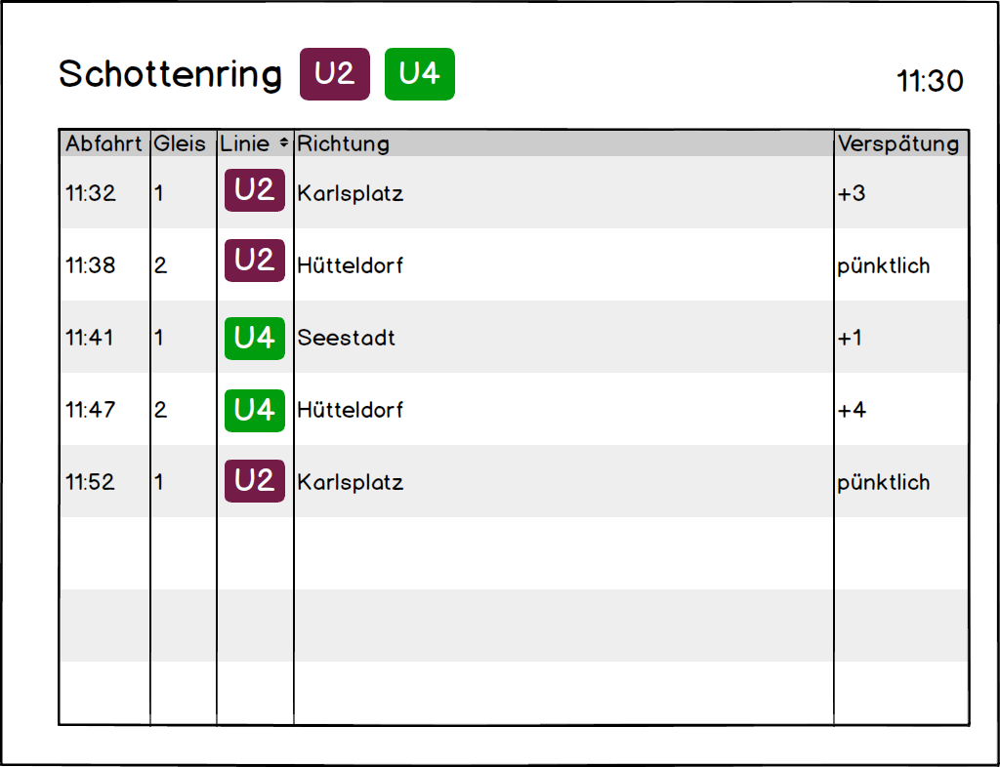 Schottenring U2 U4 11:30
Abfahrt Gleis Linie Richtung Verspätung
11:32 1 U2 Karlsplatz +3
11:38 2 U2 Hütteldorf pünktlich
11:41 1 U4 Seestadt +1
11:47 2 U4 Hütteldorf +4
11:52 1 U2 Karlsplatz pünktlich